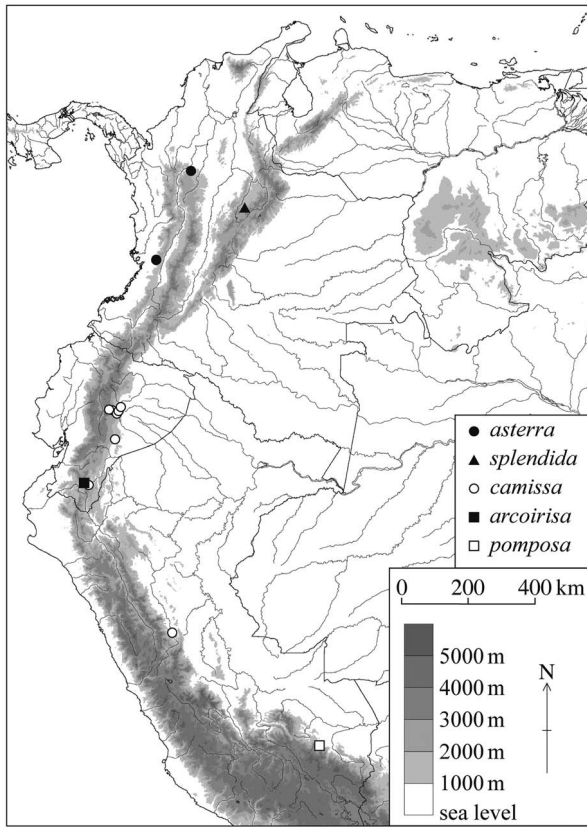 asterra
splendida
camissa
arcoirisa
pomposa
0 200 400 km
5000 m
4000 m
3000 m
2000 m
1000 m
sea level
N